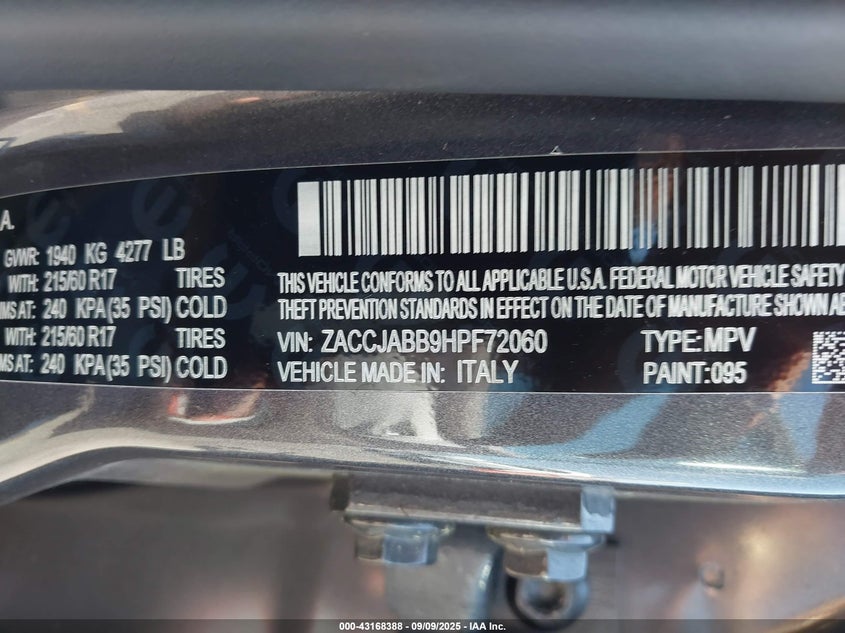 A.
GVWR: 1940 KG 4277 LB
WITH: 215/60 R17 TIRES
MS AT: 240 KPA(35 PSI) COLD
WITH: 215/60 R17 TIRES
MS AT: 240 KPA(35 PSI) COLD
THIS VEHICLE CONFORMS TO ALL APPLICABLE U.S.A. FEDERAL MOTOR VEHICLE SAFETY
THEFT PREVENTION STANDARDS IN EFFECT ON THE DATE OF MANUFACTURE SHOWN AB
VIN: ZACCJABB9HPF72060 TYPE: MPV
VEHICLE MADE IN: ITALY PAINT: 095
000-43168388 - 09/09/2025 - IAA Inc.